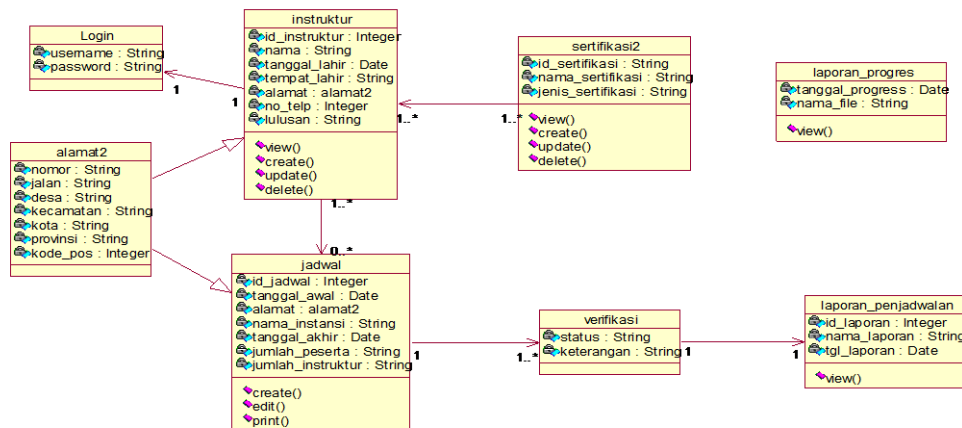 Login
username : String
password : String
1
instruktur
id_instruktur : Integer
nama : String
tanggal_lahir : Date
tempat_lahir : String
alamat : alamat2
no_telp : Integer
lulusan : String
view()
create()
update()
delete()
1
1..*
1..*
sertifikasi2
id_sertifikasi : String
nama_sertifikasi : String
jenis_sertifikasi : String
view()
create()
update()
delete()
1..*
laporan_progres
tanggal_progress : Date
nama_file : String
view()
alamat2
nomor : String
jalan : String
desa : String
kecamatan : String
kota : String
provinsi : String
kode_pos : Integer
0..*
jadwal
id_jadwal : Integer
tanggal_awal : Date
alamat : alamat2
nama_instansi : String
tanggal_akhir : Date
jumlah_peserta : String
jumlah_instruktur : String
create()
edit()
print()
1
verifikasi
status : String
keterangan : String
1..*
1
laporan_penjadwalan
id_laporan : Integer
nama_laporan : String
tgl_laporan : Date
view()
1